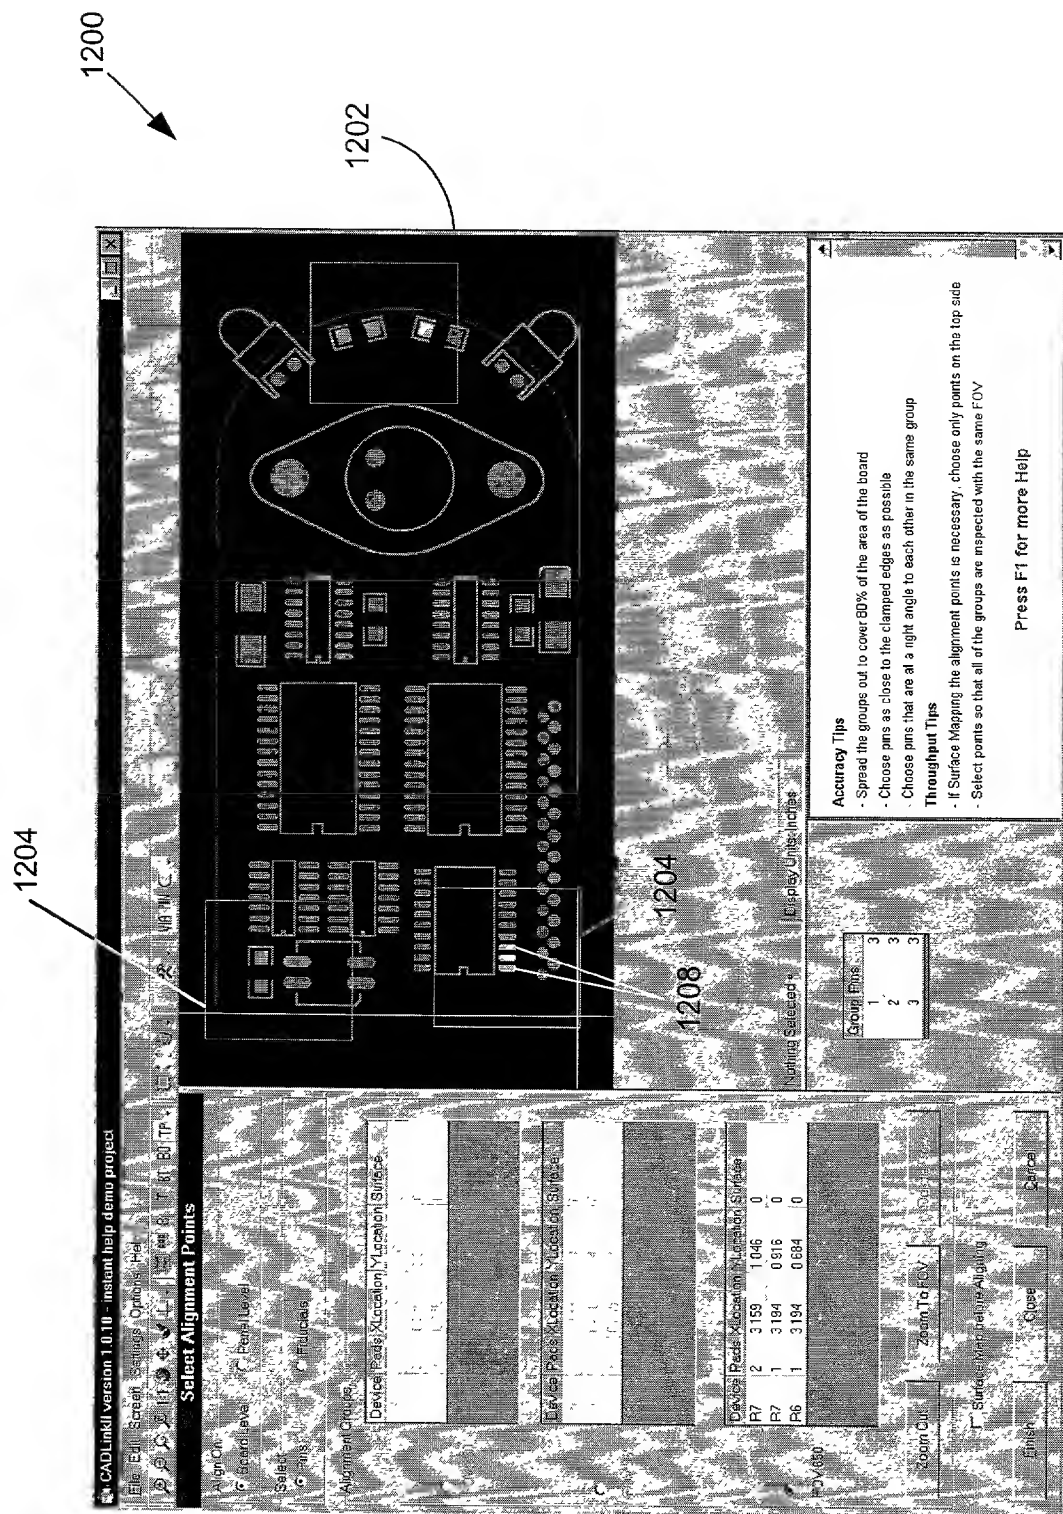 1200
1202
1204
CADLinkII version 1.0.10 - instant help demo project
File Edit Screen Settings Options Help
Select Alignment Points
Align On
Board Level
Panel Level
Select
Pins
Fiducials
Alignment Groups
Device Pads XLocation YLocation Surface
Device Pads XLocation YLocation Surface
Device Pads XLocation YLocation Surface
R7 2 3159 1046 0
R7 1 3194 0.916 0
R6 1 3194 0.684 0
Zoom Out
Zoom To FOV
Surface Map before Aligning
Finish
Close
Cancel
1204
1208
Nothing Selected
Display Units: Inches
Group Pins
1 3
2 3
3 3
Accuracy Tips
- Spread the groups out to cover 80% of the area of the board
- Choose pins as close to the clamped edges as possible
- Choose pins that are at a right angle to each other in the same group
Throughput Tips
- If Surface Mapping the alignment points is necessary, choose only points on the top side
- Select points so that all of the groups are inspected with the same FOV
Press F1 for more Help